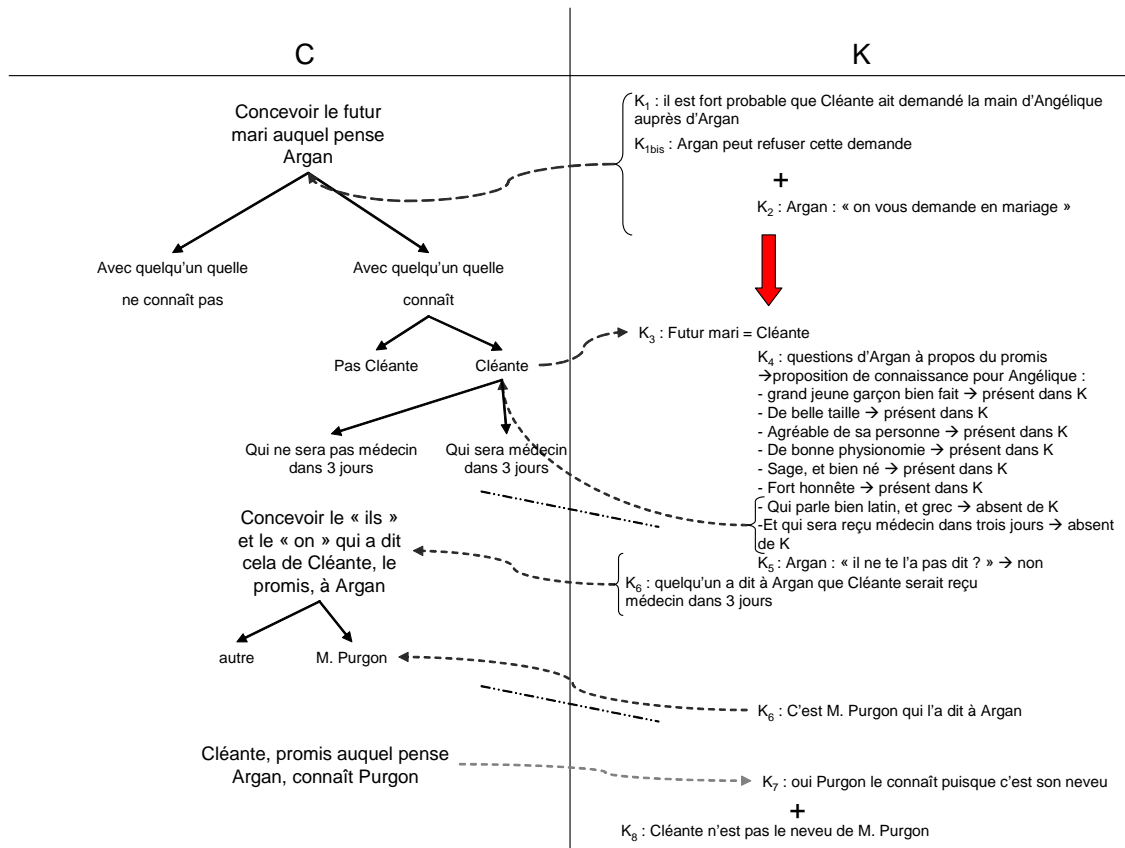 C
K
Concevoir le futur
mari auquel pense
Argan
K1 : il est fort probable que Cléante ait demandé la main d'Angélique
auprès d'Argan
K1bis : Argan peut refuser cette demande
+
K2 : Argan : « on vous demande en mariage »
Avec quelqu'un quelle
ne connaît pas
Avec quelqu'un quelle
connaît
Pas Cléante
Cléante
K3 : Futur mari = Cléante
K4 : questions d'Argan à propos du promis
→proposition de connaissance pour Angélique :
- grand jeune garçon bien fait → présent dans K
- De belle taille → présent dans K
- Agréable de sa personne → présent dans K
- De bonne physionomie → présent dans K
- Sage, et bien né → présent dans K
- Fort honnête → présent dans K
- Qui parle bien latin, et grec → absent de K
-Et qui sera reçu médecin dans trois jours → absent
de K
K5 : Argan : « il ne te l'a pas dit ? » → non
Qui ne sera pas médecin
dans 3 jours
Qui sera médecin
dans 3 jours
Concevoir le « ils »
et le « on » qui a dit
cela de Cléante, le
promis, à Argan
K6 : quelqu'un a dit à Argan que Cléante serait reçu
médecin dans 3 jours
autre
M. Purgon
K6 : C'est M. Purgon qui l'a dit à Argan
Cléante, promis auquel pense
Argan, connaît Purgon
K7 : oui Purgon le connaît puisque c'est son neveu
+
K8 : Cléante n'est pas le neveu de M. Purgon